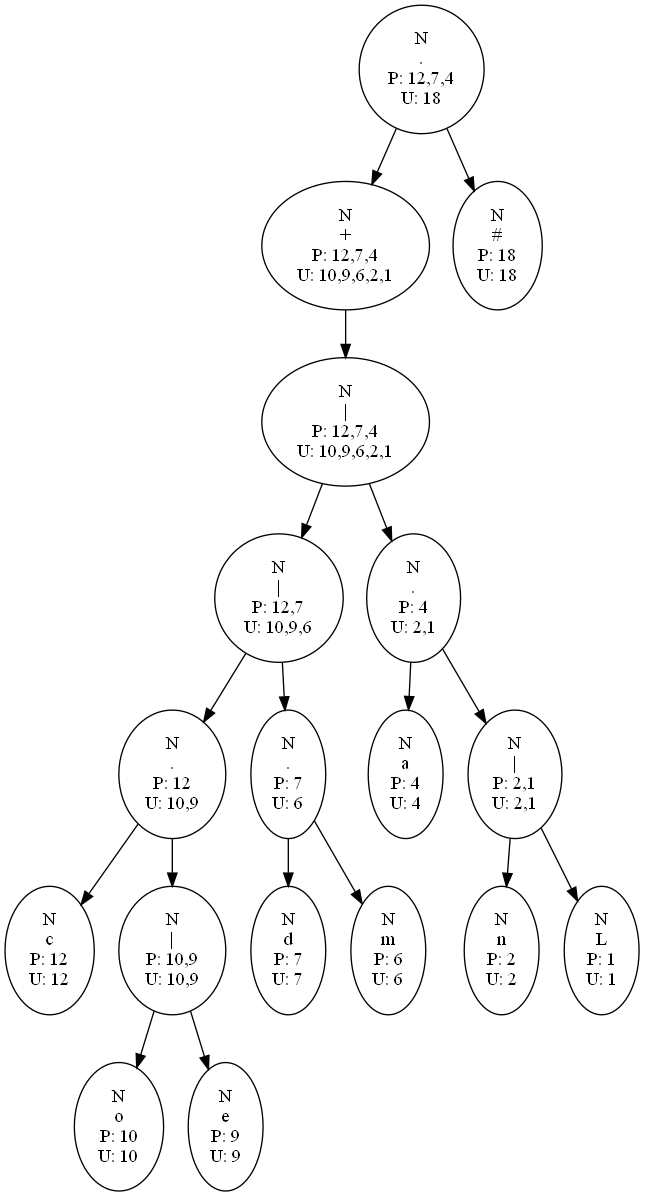 N
.
P: 12,7,4
U: 18
N
+
P: 12,7,4
U: 10,9,6,2,1
N
#
P: 18
U: 18
N
|
P: 12,7,4
U: 10,9,6,2,1
N
|
P: 12,7
U: 10,9,6
N
.
P: 4
U: 2,1
N
.
P: 12
U: 10,9
N
.
P: 7
U: 6
N
a
P: 4
U: 4
N
|
P: 2,1
U: 2,1
N
c
P: 12
U: 12
N
|
P: 10,9
U: 10,9
N
d
P: 7
U: 7
N
m
P: 6
U: 6
N
n
P: 2
U: 2
N
L
P: 1
U: 1
N
o
P: 10
U: 10
N
e
P: 9
U: 9